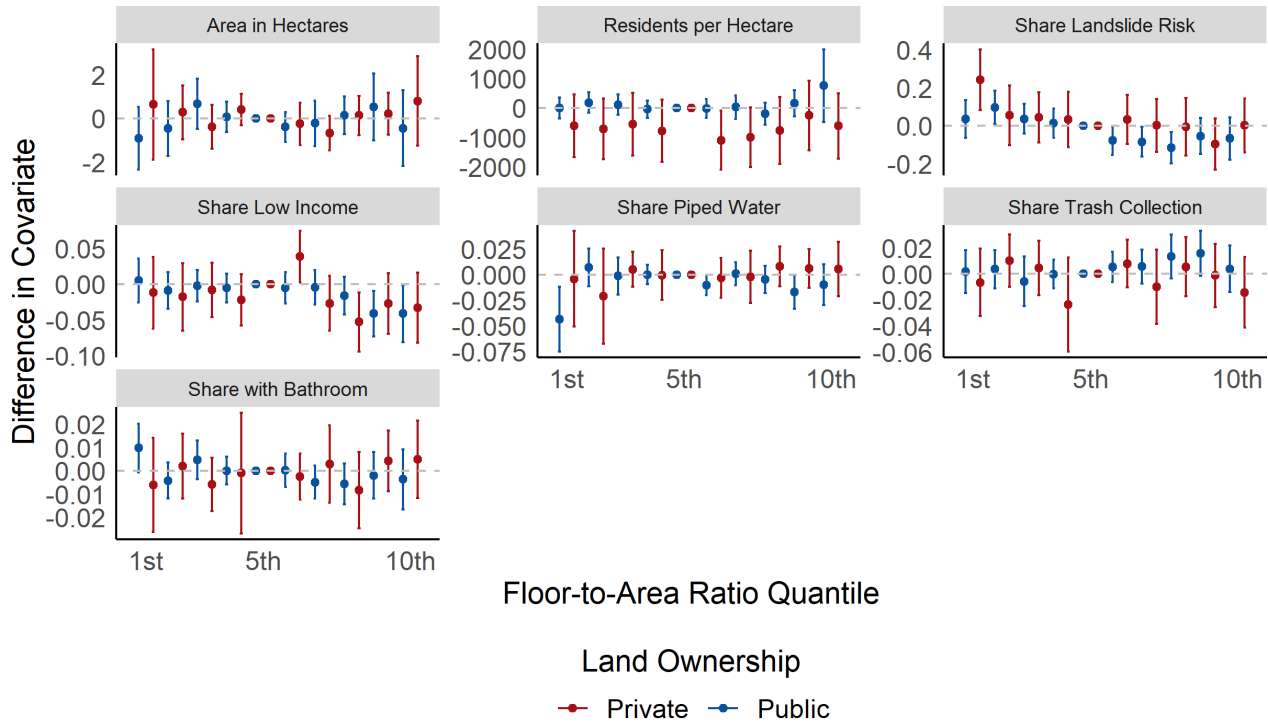 Area in Hectares
Residents per Hectare
Share Landslide Risk
2
0
-2
2000
1000
0
-1000
-2000
0.4
0.2
0.0
-0.2
Share Low Income
Share Piped Water
Share Trash Collection
0.05
0.00
-0.05
-0.10
0.025
0.000
-0.025
-0.050
-0.075
0.02
0.00
-0.02
-0.04
-0.06
1st 5th 10th
1st 5th 10th
Share with Bathroom
0.02
0.01
0.00
-0.01
-0.02
1st 5th 10th
Difference in Covariate
Floor-to-Area Ratio Quantile
Land Ownership
Private Public